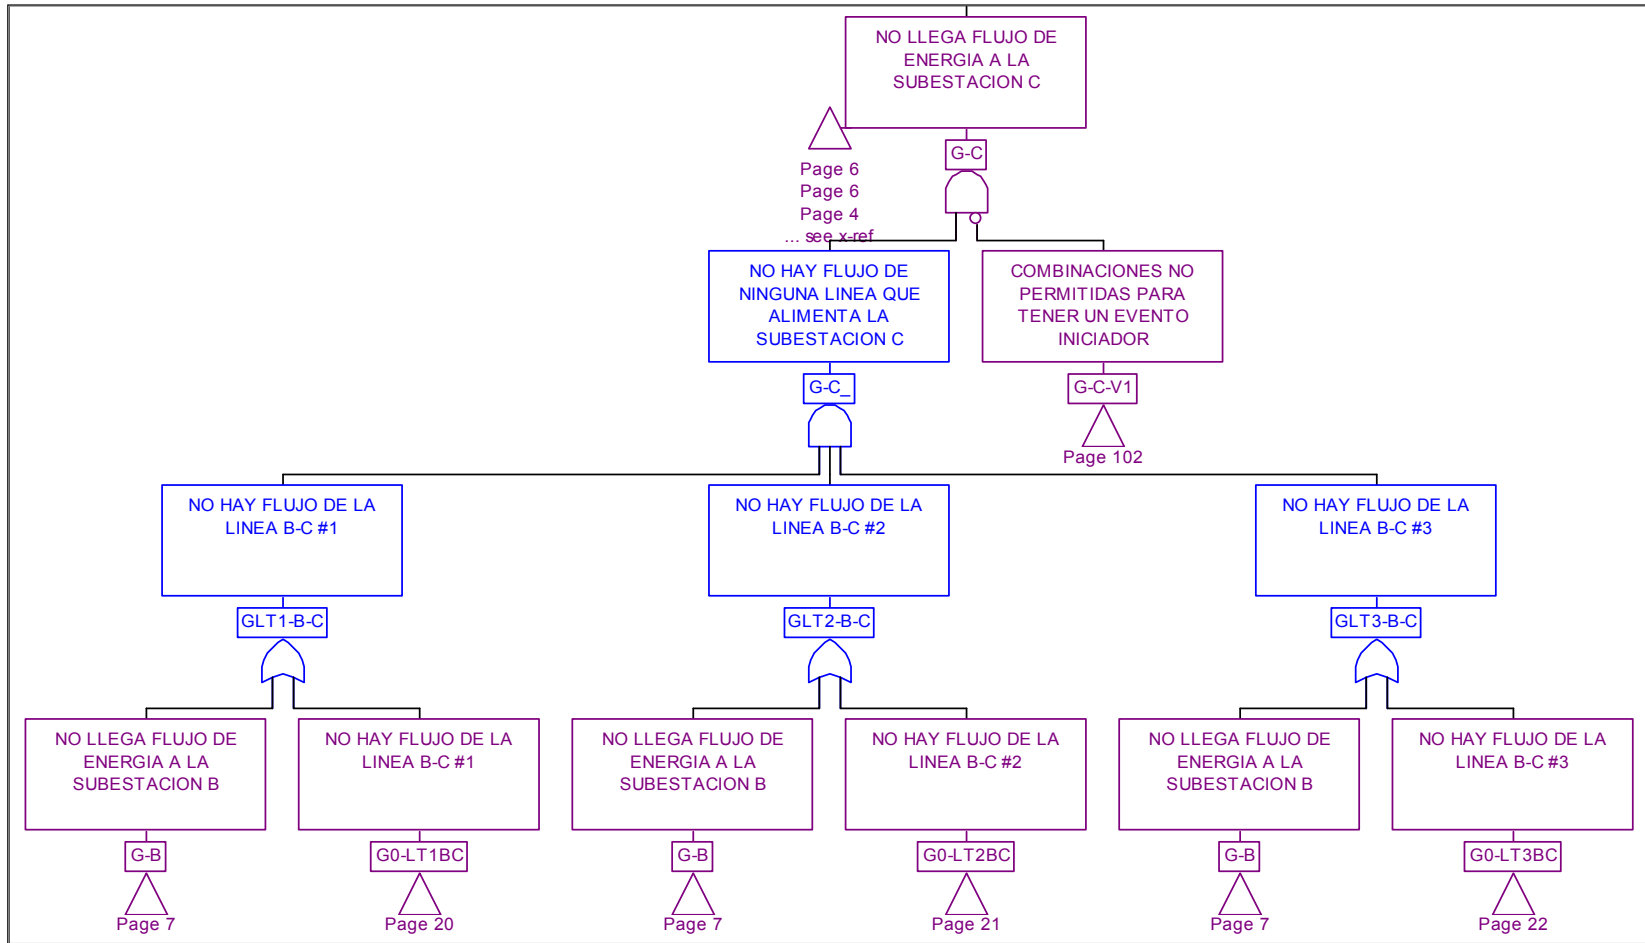 NO LLEGA FLUJO DE
ENERGIA A LA
SUBESTACION C
G-C
Page 6
Page 6
Page 4
... see x-ref
NO HAY FLUJO DE
NINGUNA LINEA QUE
ALIMENTA LA
SUBESTACION C
G-C_
COMBINACIONES NO
PERMITIDAS PARA
TENER UN EVENTO
INICIADOR
G-C-V1
Page 102
NO HAY FLUJO DE LA
LINEA B-C #1
GLT1-B-C
NO HAY FLUJO DE LA
LINEA B-C #2
GLT2-B-C
NO HAY FLUJO DE LA
LINEA B-C #3
GLT3-B-C
NO LLEGA FLUJO DE
ENERGIA A LA
SUBESTACION B
G-B
Page 7
NO HAY FLUJO DE LA
LINEA B-C #1
G0-LT1BC
Page 20
NO LLEGA FLUJO DE
ENERGIA A LA
SUBESTACION B
G-B
Page 7
NO HAY FLUJO DE LA
LINEA B-C #2
G0-LT2BC
Page 21
NO LLEGA FLUJO DE
ENERGIA A LA
SUBESTACION B
G-B
Page 7
NO HAY FLUJO DE LA
LINEA B-C #3
G0-LT3BC
Page 22